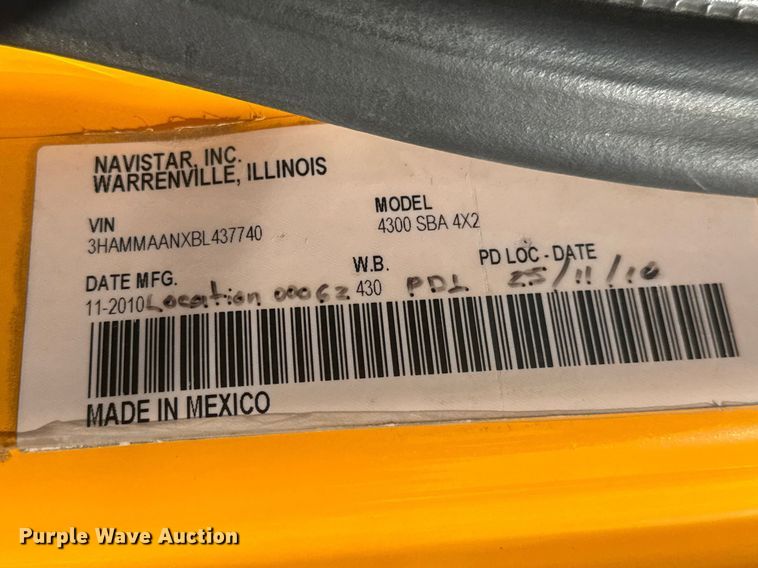 NAVISTAR, INC.
WARRENVILLE, ILLINOIS
VIN MODEL
3HAMMAANXBL437740 4300 SBA 4X2
DATE MFG. W.B. PD LOC - DATE
11-2010 Location 00062 430 PDL 25/11/10
MADE IN MEXICO
Purple Wave Auction